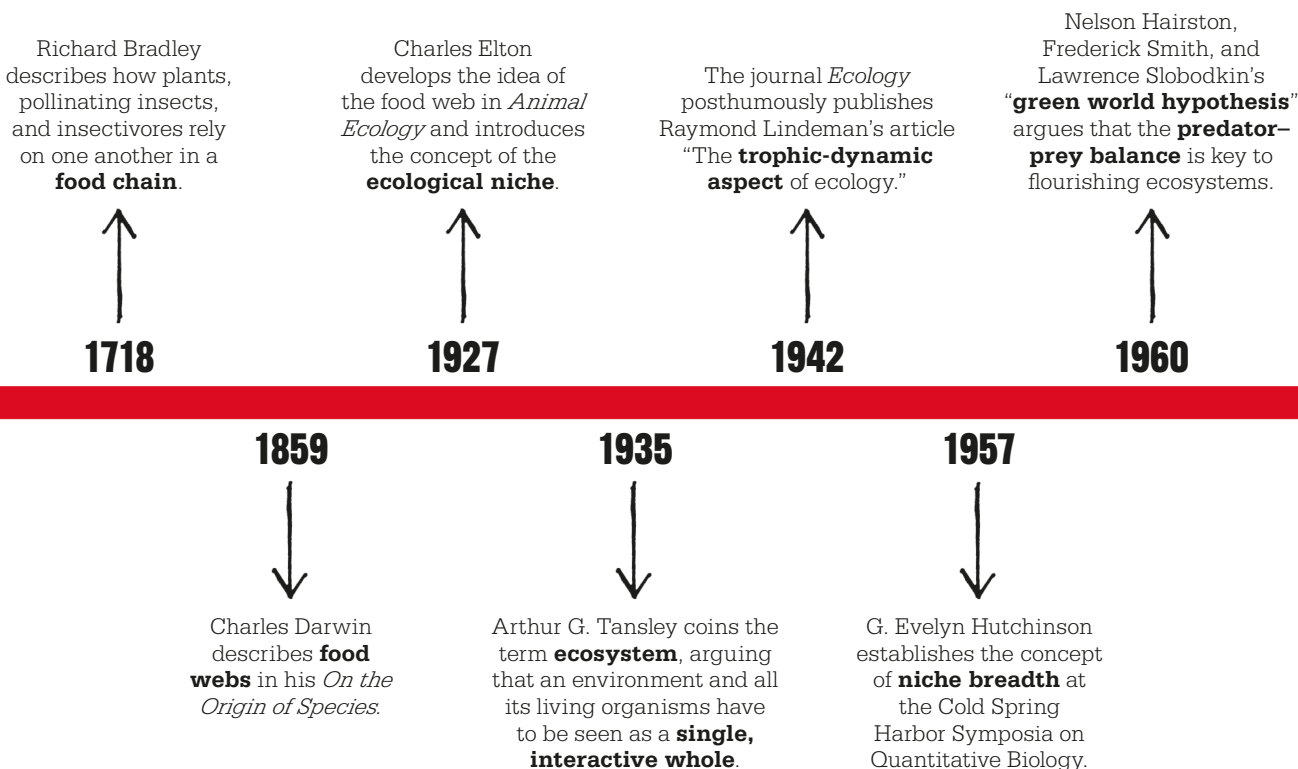 Richard Bradley
describes how plants,
pollinating insects,
and insectivores rely
on one another in a
food chain.
1718
Charles Elton
develops the idea of
the food web in Animal
Ecology and introduces
the concept of the
ecological niche.
1927
The journal Ecology
posthumously publishes
Raymond Lindeman’s article
“The trophic-dynamic
aspect of ecology.”
1942
Nelson Hairston,
Frederick Smith, and
Lawrence Slobodkin’s
“green world hypothesis”
argues that the predator–
prey balance is key to
flourishing ecosystems.
1960
1859
Charles Darwin
describes food
webs in his On the
Origin of Species.
1935
Arthur G. Tansley coins the
term ecosystem, arguing
that an environment and all
its living organisms have
to be seen as a single,
interactive whole.
1957
G. Evelyn Hutchinson
establishes the concept
of niche breadth at
the Cold Spring
Harbor Symposia on
Quantitative Biology.